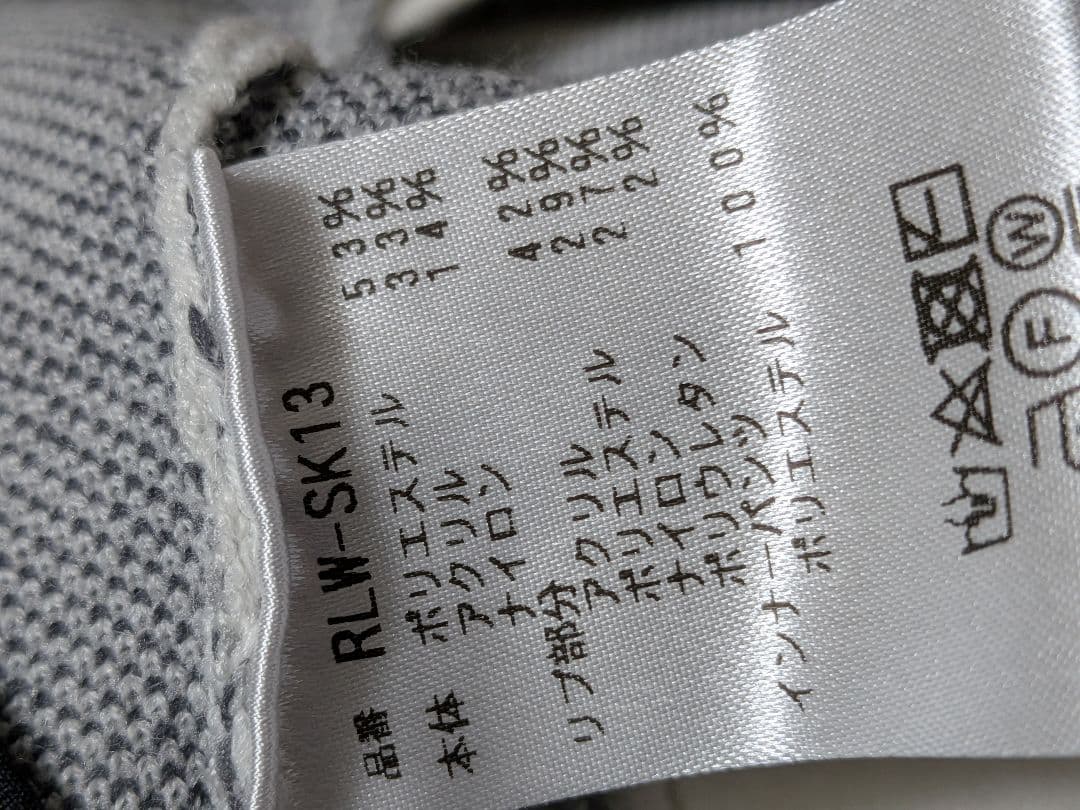 品番 RLW-SK13
本体 ポリエステル 53%
アクリル 33%
ナイロン 14%
リブ部分
アクリル 42%
ポリエステル 29%
ナイロン 27%
ポリウレタン 2%
インナーパンツ
ポリエステル 100%
W
F